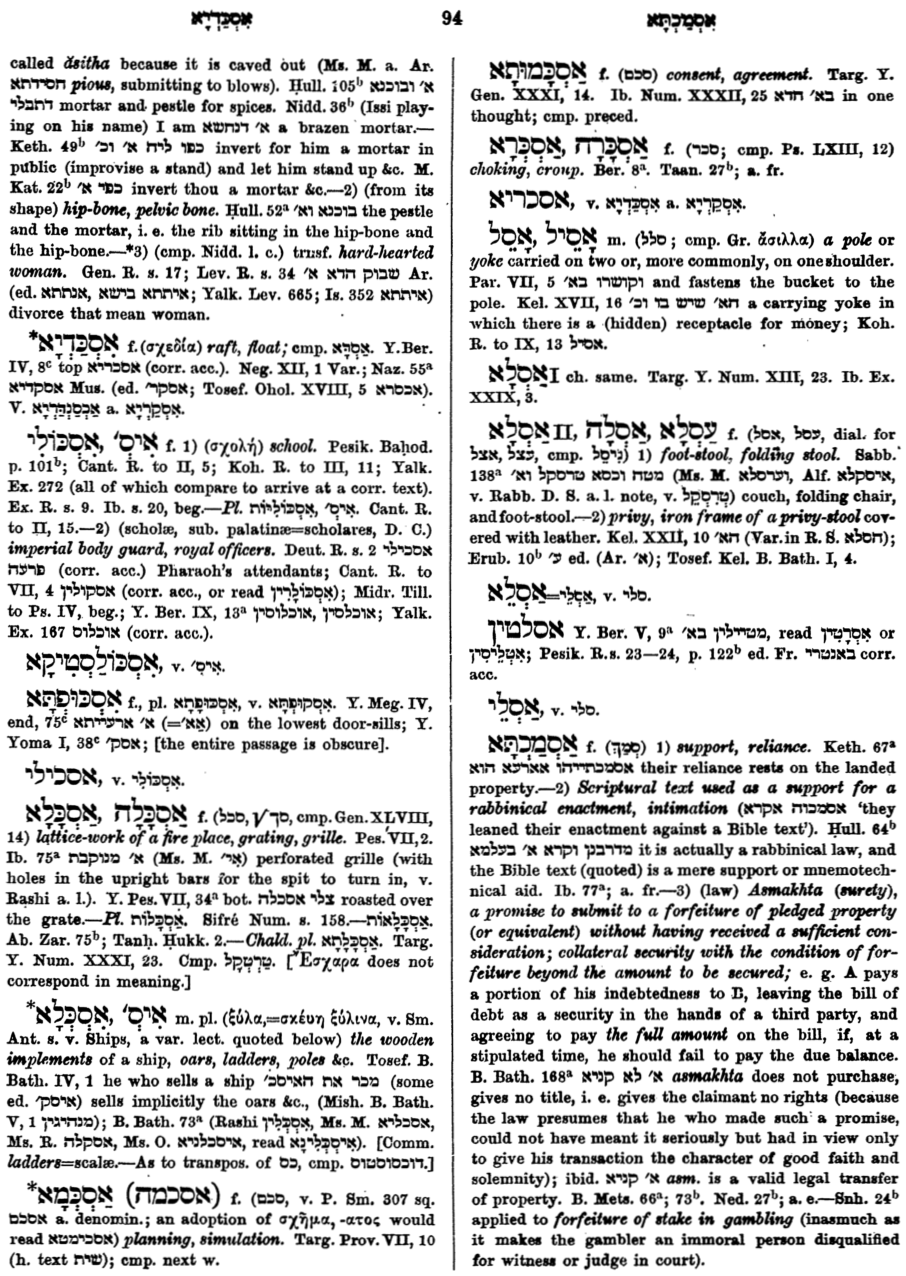 אִסְכַּדְיָא 94 אַסְמַכְתָּא
called ăsitha because it is caved out (Ms. M. a. Ar.
חסידתא pious, submitting to blows). Ḥull. 105ᵇ א׳ ובוכנא
דתבלי mortar and pestle for spices. Nidd. 36ᵇ (Issi play-
ing on his name) I am א׳ דנחשא a brazen mortar.—
Keth. 49ᵇ כפו ליה א׳ וכ׳ invert for him a mortar in
public (improvise a stand) and let him stand up &c. M.
Kat. 22ᵇ כפי א׳ invert thou a mortar &c.—2) (from its
shape) hip-bone, pelvic bone. Ḥull. 52ᵃ בוכנא וא׳ the pestle
and the mortar, i. e. the rib sitting in the hip-bone and
the hip-bone.—*3) (cmp. Nidd. l. c.) trnsf. hard-hearted
woman. Gen. R. s. 17; Lev. R. s. 34 שבוק הדא א׳ Ar.
(ed. איתתא בישא, אנתתא; Yalk. Lev. 665; Is. 352 איתתא)
divorce that mean woman.
*אִסְכַּדְיָא f. (σχεδία) raft, float; cmp. אַסְדָּא. Y. Ber.
IV, 8ᶜ top אסכריא (corr. acc.). Neg. XII, 1 Var.; Naz. 55ᵃ
אסקדיא Mus. (ed. אסקר׳; Tosef. Ohol. XVIII, 5 אכסרא).
V. אַכְסַנְדְּרָיָא a. אִסְקַרְיָא.
אִסְכּוֹלִי, אִיסְ׳ f. 1) (σχολή) school. Pesik. Baḥod.
p. 101ᵇ; Cant. R. to II, 5; Koh. R. to III, 11; Yalk.
Ex. 272 (all of which compare to arrive at a corr. text).
Ex. R. s. 9. Ib. s. 20, beg.—Pl. אִסְכּוֹלִיּוֹת, אִיסְ׳. Cant. R.
to II, 15.—2) (scholæ, sub. palatinæ=scholares, D. C.)
imperial body guard, royal officers. Deut. R. s. 2 אסכילי
פרעה (corr. acc.) Pharaoh's attendants; Cant. R. to
VII, 4 אסקולין (corr. acc., or read אִסְכּוֹלָרִין); Midr. Till.
to Ps. IV, beg.; Y. Ber. IX, 13ᵃ אוכלסין, אוכלוסין; Yalk.
Ex. 167 אוכלוס (corr. acc.).
אִסְכּוֹלַסְטִיקָא, v. אִיסְ׳.
אִסְכּוּפְתָּא f., pl. אִסְכּוּפָתָא, v. אִסְקוּפְתָּא. Y. Meg. IV,
end, 75ᶜ א׳ ארעייתא (=אַא׳) on the lowest door-sills; Y.
Yoma I, 38ᶜ אסק׳; [the entire passage is obscure].
אסכילי, v. אִסְכּוֹלִי.
אַסְכָּלָה, אַסְכְּלָא f. (סכל, √סך, cmp. Gen. XLVIII,
14) lattice-work of a fire place, grating, grille. Pes. VII, 2.
Ib. 75ᵃ א׳ מנוקבת (Ms. M. אֵר׳) perforated grille (with
holes in the upright bars for the spit to turn in, v.
Rashi a. l.). Y. Pes. VII, 34ᵃ bot. צלי אסכלה roasted over
the grate.—Pl. אַסְכָּלוֹת. Sifré Num. s. 158.—אַסְכָּלָאוֹת.
Ab. Zar. 75ᵇ; Tanḥ. Ḥukk. 2.—Chald. pl. אַסְכָּלָתָא. Targ.
Y. Num. XXXI, 23. Cmp. טַרְטְקַל. [Ἐσχαρα does not
correspond in meaning.]
*אִסְכְּלָא, אִיסְ׳ m. pl. (ξύλα,=σκέυη ξύλινα, v. Sm.
Ant. s. v. Ships, a var. lect. quoted below) the wooden
implements of a ship, oars, ladders, poles &c. Tosef. B.
Bath. IV, 1 he who sells a ship מכר את האיסכ׳ (some
ed. איסק׳) sells implicitly the oars &c., (Mish. B. Bath.
V, 1 מנהיגין); B. Bath. 73ᵃ (Rashi אִסְכְּלִין, Ms. M. אסכליא,
Ms. R. אסקלה, Ms. O. איסכלניא, read אִיסְכְּלִינָא). [Comm.
ladders=scalæ.—As to transpos. of כס, cmp. דוכסוסטוס.]
*אַסְכְּמָא (אסכמה) f. (סכם, v. P. Sm. 307 sq.
אסכם a. denomin.; an adoption of σχῆμα, -ατος would
read אסכימטא) planning, simulation. Targ. Prov. VII, 10
(h. text שית); cmp. next w.
אַסְכָּמוּתָא f. (סכם) consent, agreement. Targ. Y.
Gen. XXXI, 14. Ib. Num. XXXII, 25 בא׳ חדא in one
thought; cmp. preced.
אַסְכָּרָה, אַסְכְּרָא f. (סכר; cmp. Ps. LXIII, 12)
choking, croup. Ber. 8ᵃ. Taan. 27ᵇ; a. fr.
אסכריא, v. אִסְכַּדְיָא a. אִסְקַרְיָא.
אָסֵיל, אָסֶל m. (סלל; cmp. Gr. ἄσιλλα) a pole or
yoke carried on two or, more commonly, on one shoulder.
Par. VII, 5 וקושרו בא׳ and fastens the bucket to the
pole. Kel. XVII, 16 הא׳ שיש בו וכ׳ a carrying yoke in
which there is a (hidden) receptacle for money; Koh.
R. to IX, 13 אסיל.
אַסְלָא I ch. same. Targ. Y. Num. XIII, 23. Ib. Ex.
XXIX, 3.
אַסְלָא II, אַסְלָה, עַסְלָא f. (עסל, אסל, dial. for
עצל, אצל, cmp. נִיסָל) 1) foot-stool, folding stool. Sabb.
138ᵃ מטה וכסא טרסקל וא׳ (Ms. M. וערסלא, Alf. איסקלא,
v. Rabb. D. S. a. l. note, v. טְרַסְקָל) couch, folding chair,
and foot-stool.—2) privy, iron frame of a privy-stool cov-
ered with leather. Kel. XXII, 10 הא׳ (Var. in R. S. הסלא);
Erub. 10ᵇ ע׳ ed. (Ar. א׳); Tosef. Kel. B. Bath. I, 4.
אַסְלֵא=אַסְלֵי, v. סלי.
אסלטין Y. Ber. V, 9ᵃ מטיילין בא׳, read אִסְרָטִין or
אִטְלִיסִין; Pesik. R. s. 23—24, p. 122ᵇ ed. Fr. באנטרי corr.
acc.
אַסְלֵי, v. סלי.
אַסְמַכְתָּא f. (סְמַךְ) 1) support, reliance. Keth. 67ᵃ
אסמכתייהו אארעא הוא their reliance rests on the landed
property.—2) Scriptural text used as a support for a
rabbinical enactment, intimation (אסמכוה אקרא 'they
leaned their enactment against a Bible text'). Ḥull. 64ᵇ
מדרבנן וקרא א׳ בעלמא it is actually a rabbinical law, and
the Bible text (quoted) is a mere support or mnemotech-
nical aid. Ib. 77ᵃ; a. fr.—3) (law) Asmakhta (surety),
a promise to submit to a forfeiture of pledged property
(or equivalent) without having received a sufficient con-
sideration; collateral security with the condition of for-
feiture beyond the amount to be secured; e. g. A pays
a portion of his indebtedness to B, leaving the bill of
debt as a security in the hands of a third party, and
agreeing to pay the full amount on the bill, if, at a
stipulated time, he should fail to pay the due balance.
B. Bath. 168ᵃ א׳ לא קניא asmakhta does not purchase,
gives no title, i. e. gives the claimant no rights (because
the law presumes that he who made such a promise,
could not have meant it seriously but had in view only
to give his transaction the character of good faith and
solemnity); ibid. א׳ קניא asm. is a valid legal transfer
of property. B. Mets. 66ᵃ; 73ᵇ. Ned. 27ᵇ; a. e.—Snh. 24ᵇ
applied to forfeiture of stake in gambling (inasmuch as
it makes the gambler an immoral person disqualified
for witness or judge in court).